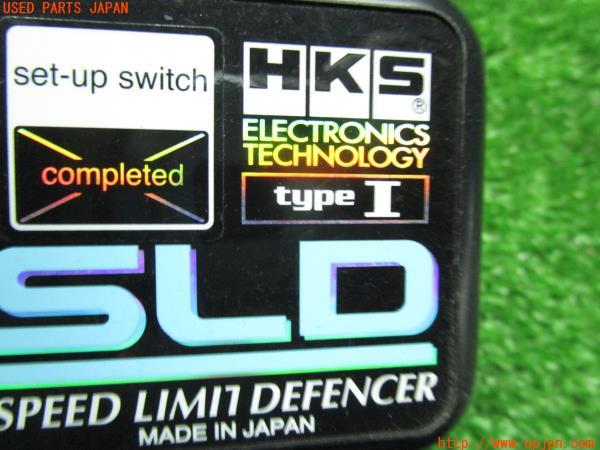 USED PARTS JAPAN
set-up switch
completed
HKS®
ELECTRONICS
TECHNOLOGY
type I
SLD
SPEED LIMIT DEFENCER
MADE IN JAPAN
http://www.upjpn.com